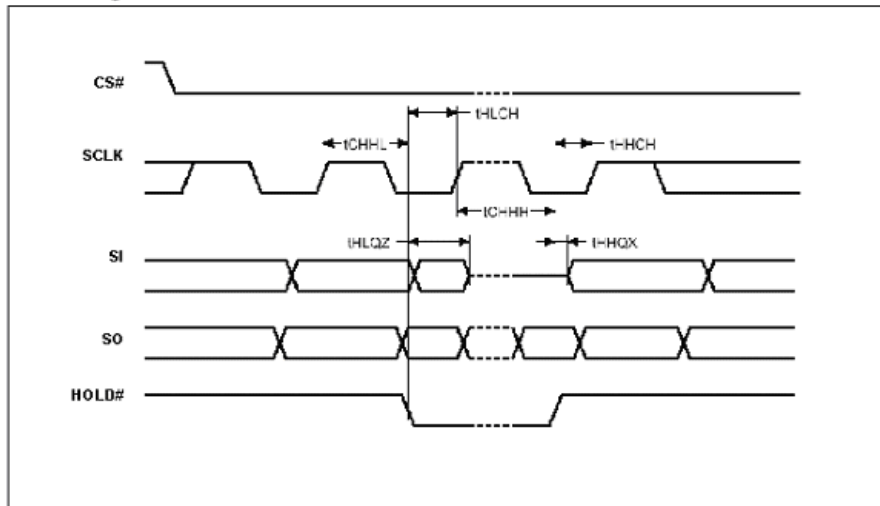 CS#
tHLCH
tCHHL
tHHCH
SCLK
tCHHH
tHLQZ
tHHQX
SI
SO
HOLD#